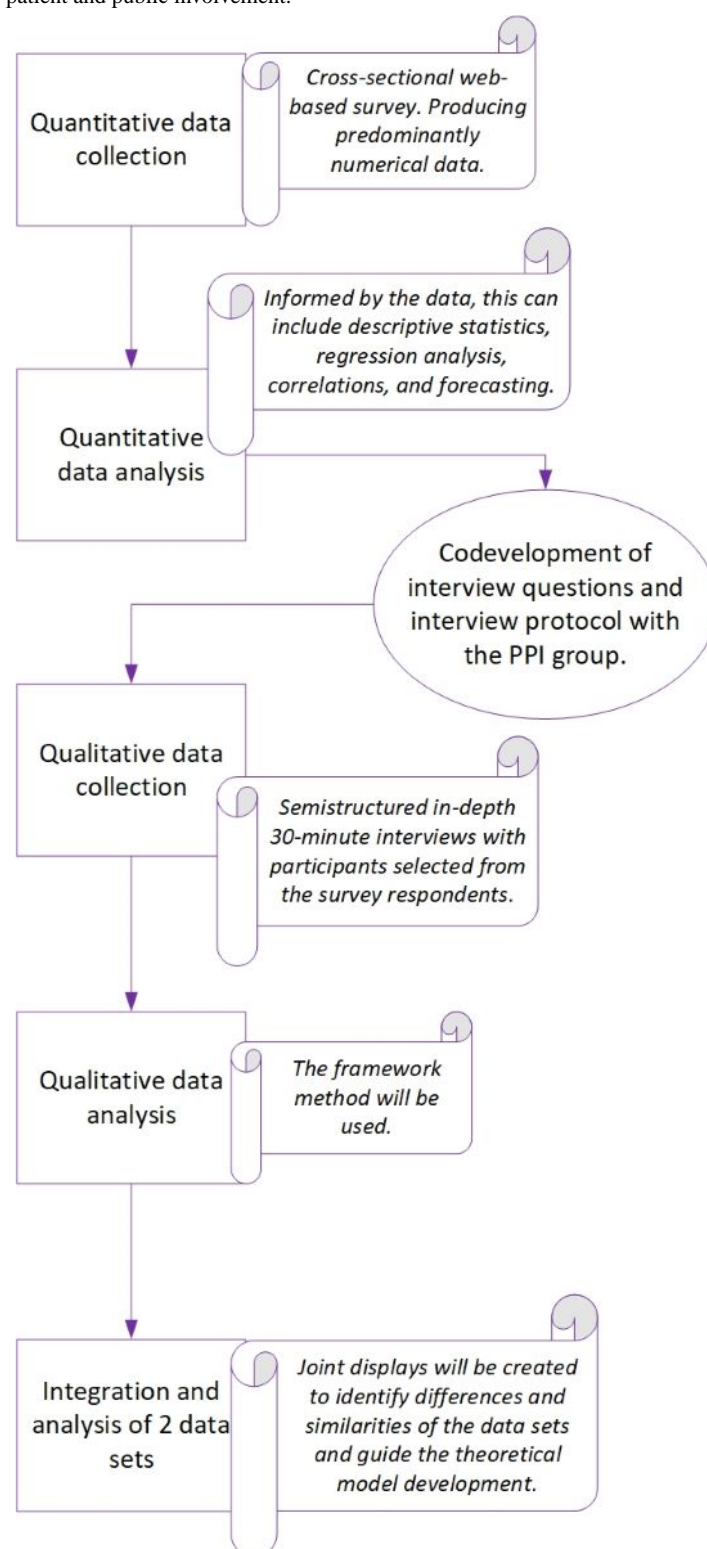 patient and public involvement.
Cross-sectional web-
based survey. Producing
predominantly
numerical data.
Quantitative data
collection
Informed by the data, this can
include descriptive statistics,
regression analysis,
correlations, and forecasting.
Quantitative
data analysis
Codevelopment of
interview questions and
interview protocol with
the PPI group.
Qualitative data
collection
Semistructured in-depth
30-minute interviews with
participants selected from
the survey respondents.
Qualitative data
analysis
The framework
method will be
used.
Integration and
analysis of 2 data
sets
Joint displays will be created
to identify differences and
similarities of the data sets
and guide the theoretical
model development.